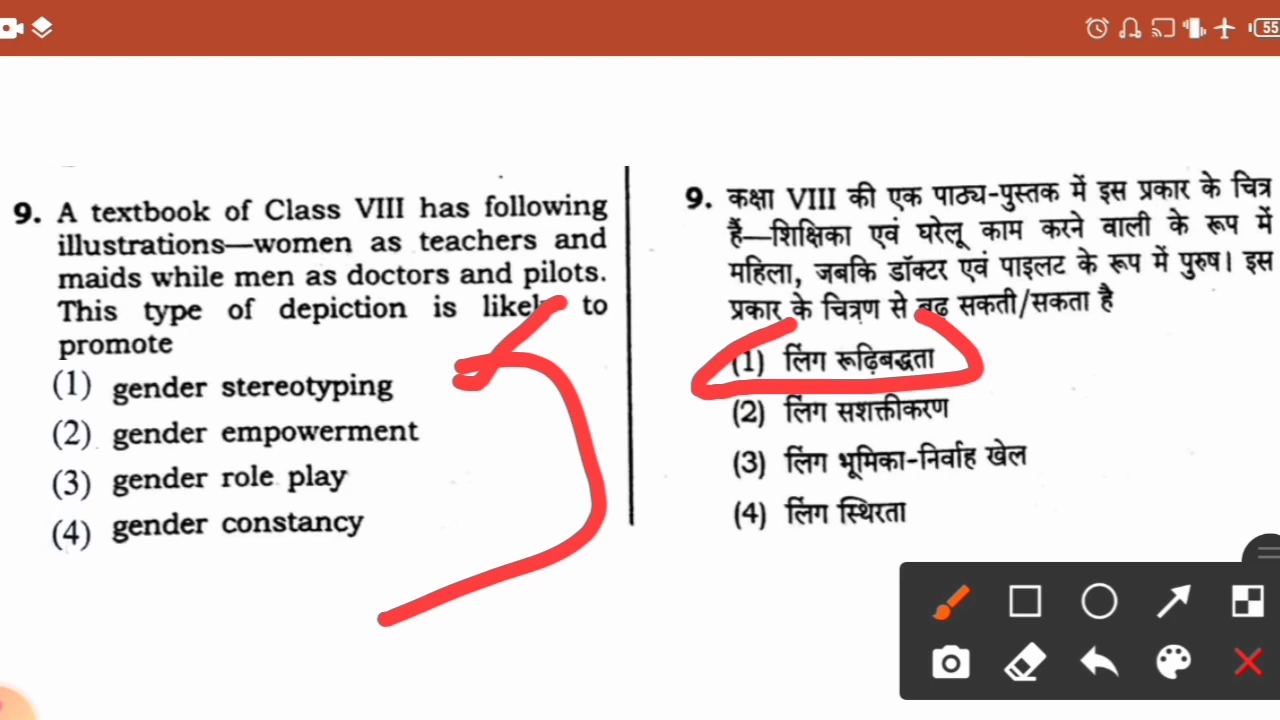 55
9. A textbook of Class VIII has following
illustrations—women as teachers and
maids while men as doctors and pilots.
This type of depiction is likely to
promote
(1) gender stereotyping
(2) gender empowerment
(3) gender role play
(4) gender constancy
9. कक्षा VIII की एक पाठ्य-पुस्तक में इस प्रकार के चित्र
हैं—शिक्षिका एवं घरेलू काम करने वाली के रूप में
महिला, जबकि डॉक्टर एवं पाइलट के रूप में पुरुष। इस
प्रकार के चित्रण से बढ़ सकती/सकता है
(1) लिंग रूढ़िबद्धता
(2) लिंग सशक्तीकरण
(3) लिंग भूमिका-निर्वाह खेल
(4) लिंग स्थिरता